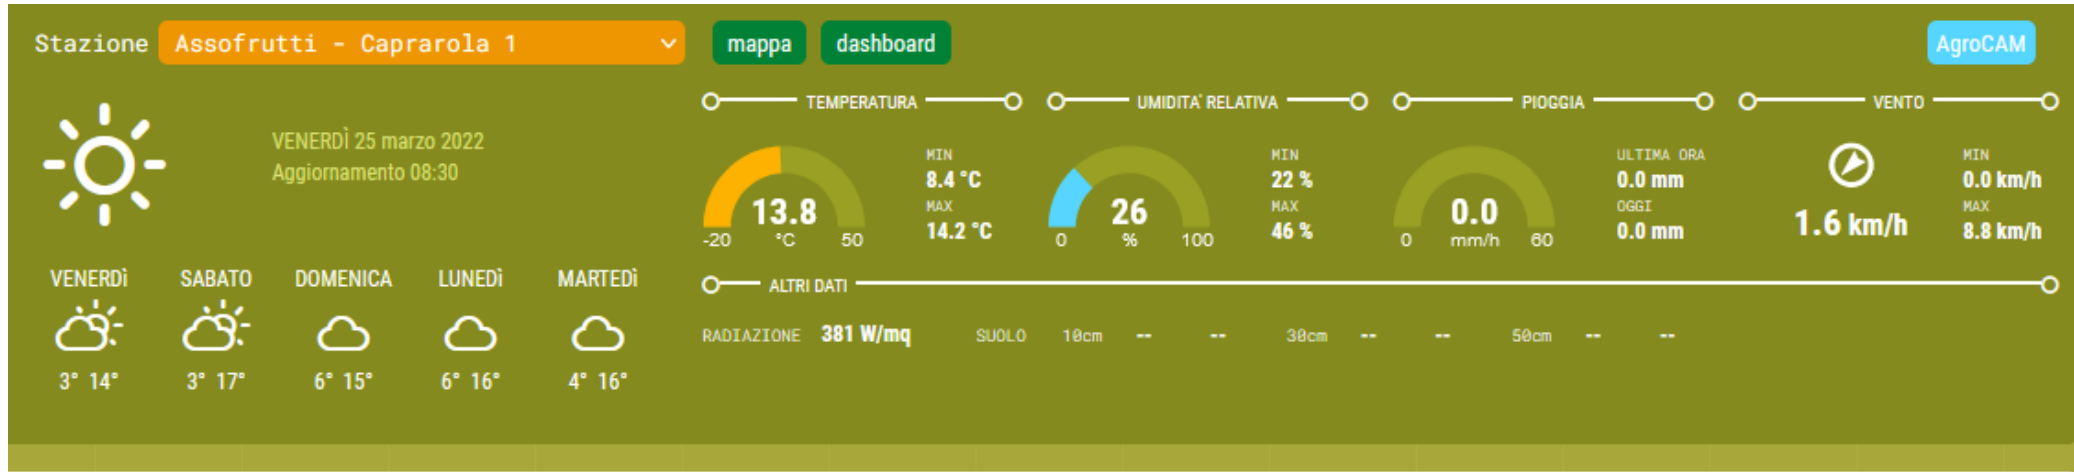 Stazione Assofrutti - Caprarola 1 mappa dashboard AgroCAM
VENERDÌ 25 marzo 2022
Aggiornamento 08:30
VENERDÌ SABATO DOMENICA LUNEDÌ MARTEDÌ
3° 14° 3° 17° 6° 15° 6° 16° 4° 16°
TEMPERATURA
13.8
°C
-20 50
MIN
8.4 °C
MAX
14.2 °C
UMIDITA' RELATIVA
26
%
0 100
MIN
22 %
MAX
46 %
PIOGGIA
0.0
mm/h
0 60
ULTIMA ORA
0.0 mm
OGGI
0.0 mm
VENTO
1.6 km/h
MIN
0.0 km/h
MAX
8.8 km/h
ALTRI DATI
RADIAZIONE 381 W/mq SUOLO 10cm -- -- 30cm -- -- 50cm -- --